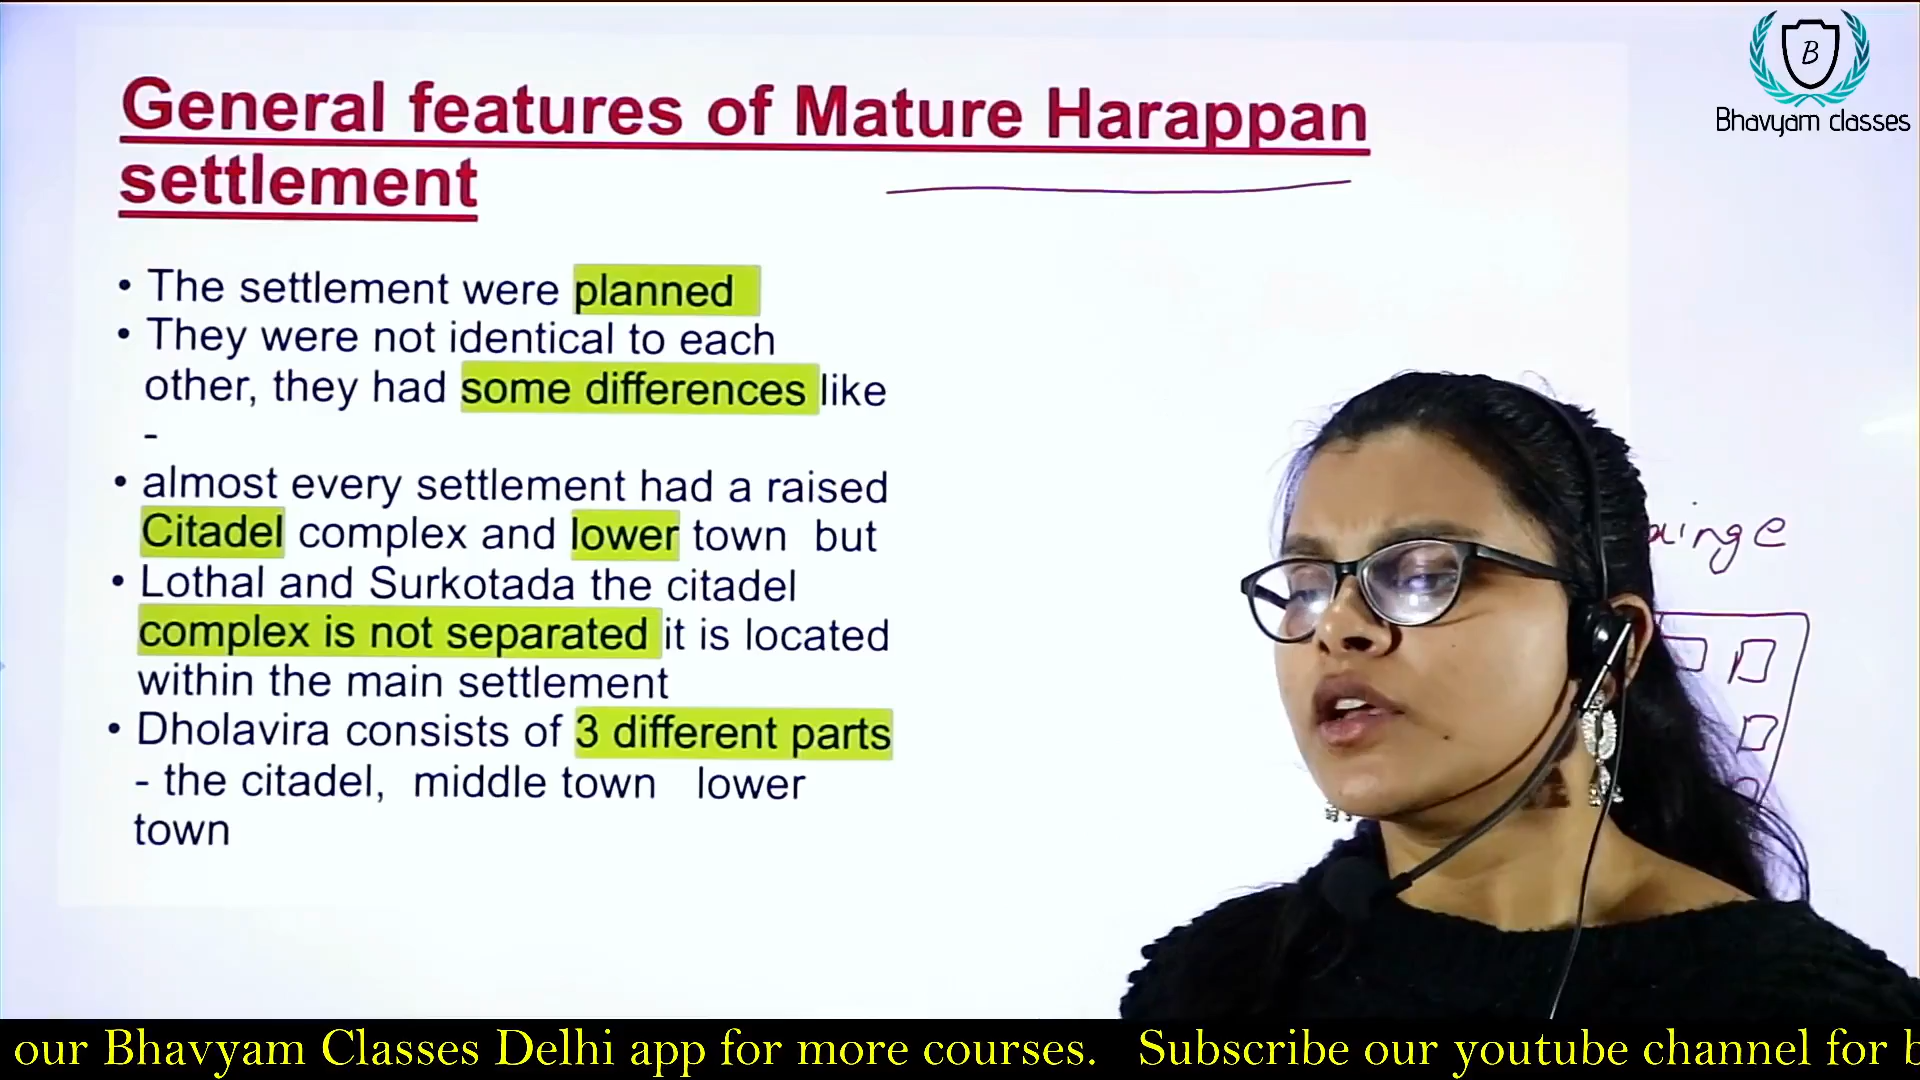 B
Bhavyam classes
General features of Mature Harappan
settlement
• The settlement were planned
• They were not identical to each
other, they had some differences like
-
• almost every settlement had a raised
Citadel complex and lower town but
• Lothal and Surkotada the citadel
complex is not separated it is located
within the main settlement
• Dholavira consists of 3 different parts
- the citadel, middle town lower
town
our Bhavyam Classes Delhi app for more courses. Subscribe our youtube channel for b